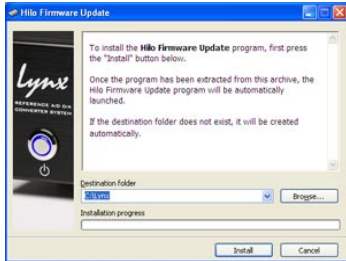 Hilo Firmware Update
Lynx
REFERENCE A/D D/A
CONVERTER SYSTEM
To install the Hilo Firmware Update program, first press
the "Install" button below.
Once the program has been extracted from this archive, the
Hilo Firmware Update program will be automatically
launched.
If the destination folder does not exist, it will be created
automatically.
Destination folder
C:\Lynx
Browse...
Installation progress
Install
Cancel